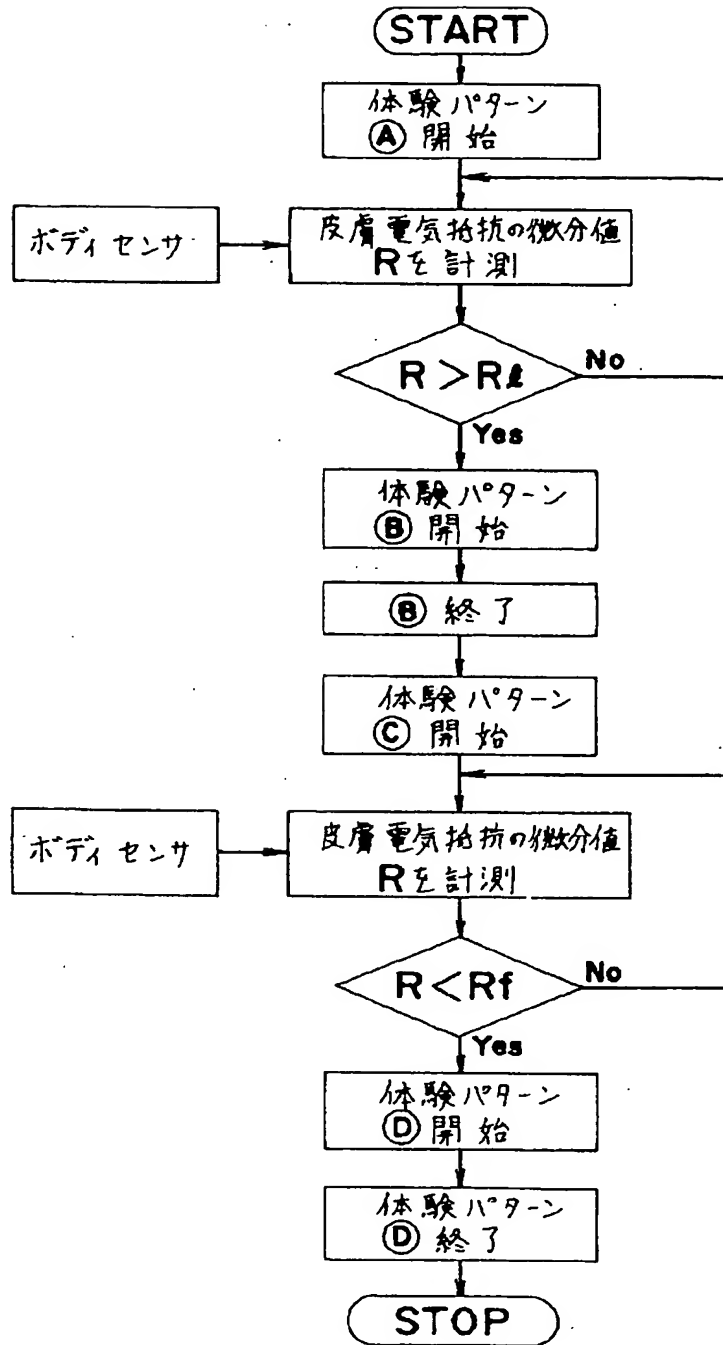 START
体験パターン
Ⓐ 開始
ボディセンサ
皮膚電気抵抗の微分値
Rを計測
R＞Rℓ
No
Yes
体験パターン
Ⓑ 開始
Ⓑ 終了
体験パターン
Ⓒ 開始
ボディセンサ
皮膚電気抵抗の微分値
Rを計測
R＜Rf
No
Yes
体験パターン
Ⓓ 開始
体験パターン
Ⓓ 終了
STOP